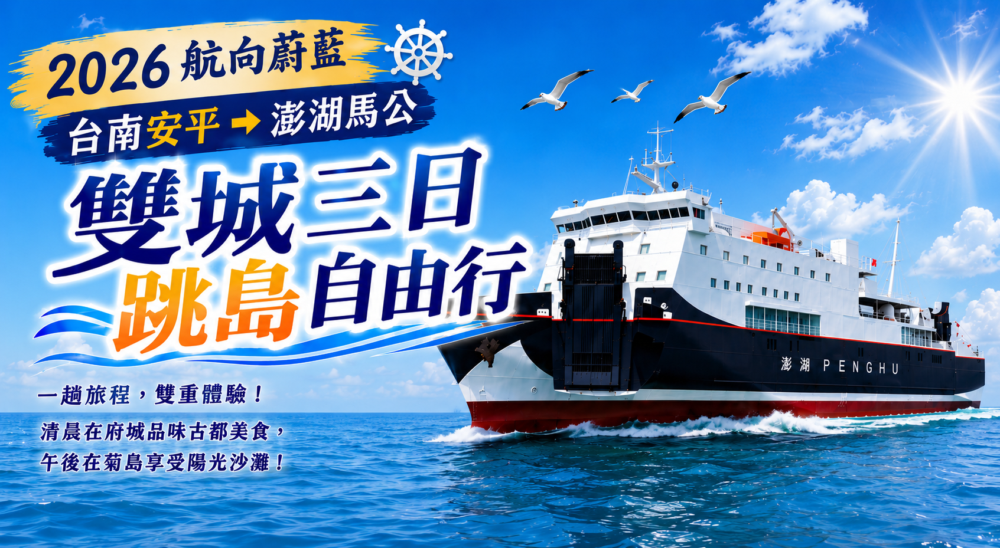 2026 航向蔚藍
台南安平➡澎湖馬公
雙城三日
跳島自由行
一趟旅程，雙重體驗！
清晨在府城品味古都美食，
午後在菊島享受陽光沙灘！
澎湖 PENGHU